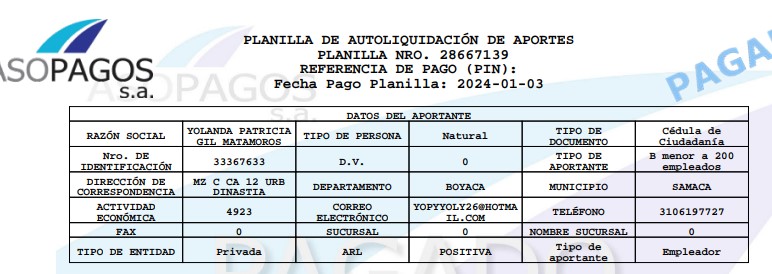 ASOPAGOS
s.a.
PLANILLA DE AUTOLIQUIDACIÓN DE APORTES
PLANILLA NRO. 28667139
REFERENCIA DE PAGO (PIN):
Fecha Pago Planilla: 2024-01-03
PAGADO
ASOPAGOS
s.a.
DATOS DEL APORTANTE
RAZÓN SOCIAL YOLANDA PATRICIA GIL MATAMOROS TIPO DE PERSONA Natural TIPO DE DOCUMENTO Cédula de Ciudadanía
Nro. DE IDENTIFICACIÓN 33367633 D.V. 0 TIPO DE APORTANTE B menor a 200 empleados
DIRECCIÓN DE CORRESPONDENCIA MZ C CA 12 URB DINASTIA DEPARTAMENTO BOYACA MUNICIPIO SAMACA
ACTIVIDAD ECONÓMICA 4923 CORREO ELECTRÓNICO YOPYYOLY26@HOTMAIL.COM TELÉFONO 3106197727
FAX 0 SUCURSAL 0 NOMBRE SUCURSAL 0
TIPO DE ENTIDAD Privada ARL POSITIVA Tipo de aportante Empleador
PAGADO